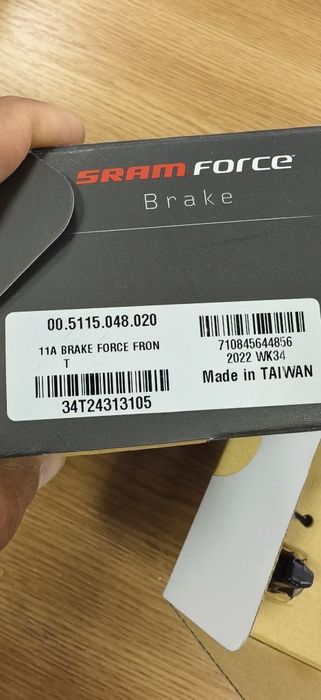 SRAM FORCE
Brake
00.5115.048.020
11A BRAKE FORCE FRON
T
34T24313105
710845644856
2022 WK34
Made in TAIWAN